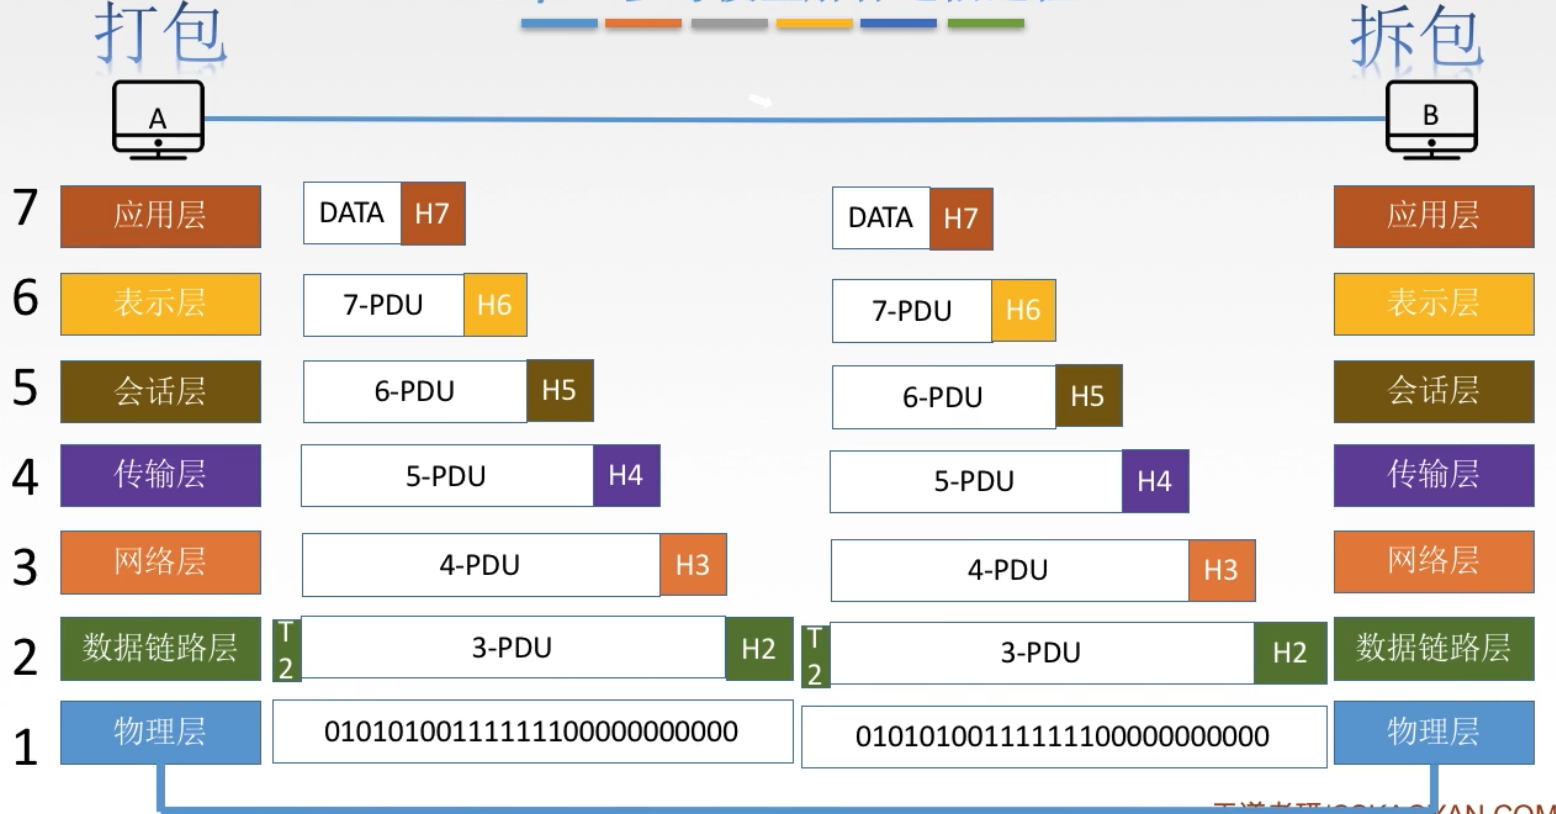 打包
拆包
A
B
7 应用层 DATA H7 DATA H7 应用层
6 表示层 7-PDU H6 7-PDU H6 表示层
5 会话层 6-PDU H5 6-PDU H5 会话层
4 传输层 5-PDU H4 5-PDU H4 传输层
3 网络层 4-PDU H3 4-PDU H3 网络层
2 数据链路层 T2 3-PDU H2 T2 3-PDU H2 数据链路层
1 物理层 010101001111111100000000000 010101001111111100000000000 物理层